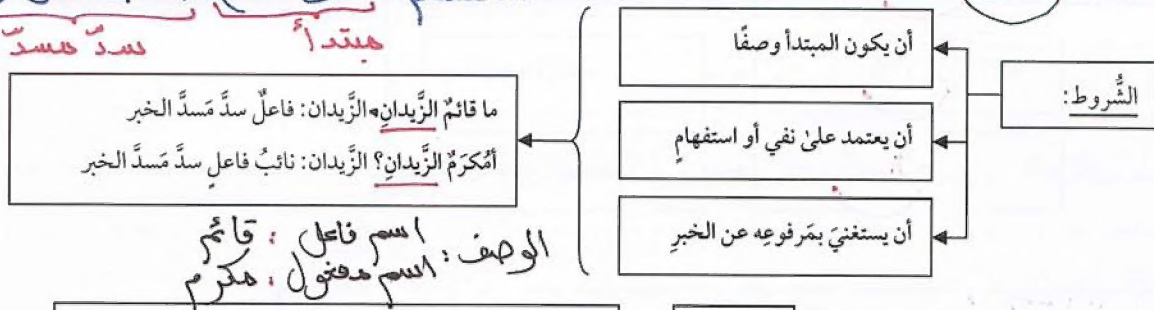 مبتدأ
سدّ مسدّ
الشُّروط:
أن يكون المبتدأ وصفًا
أن يعتمد علىٰ نفي أو استفهامٍ
أن يستغنيَ بمَرفوعِه عن الخبرِ
ما قائمٌ الزَّيدانِ الزَّيدان: فاعلٌ سدَّ مَسدَّ الخبر
أمُكرَمٌ الزَّيدانِ؟ الزَّيدان: نائبُ فاعلٍ سدَّ مَسدَّ الخبر
الوصف: اسم فاعل: قائم
اسم مفعول: مكرم